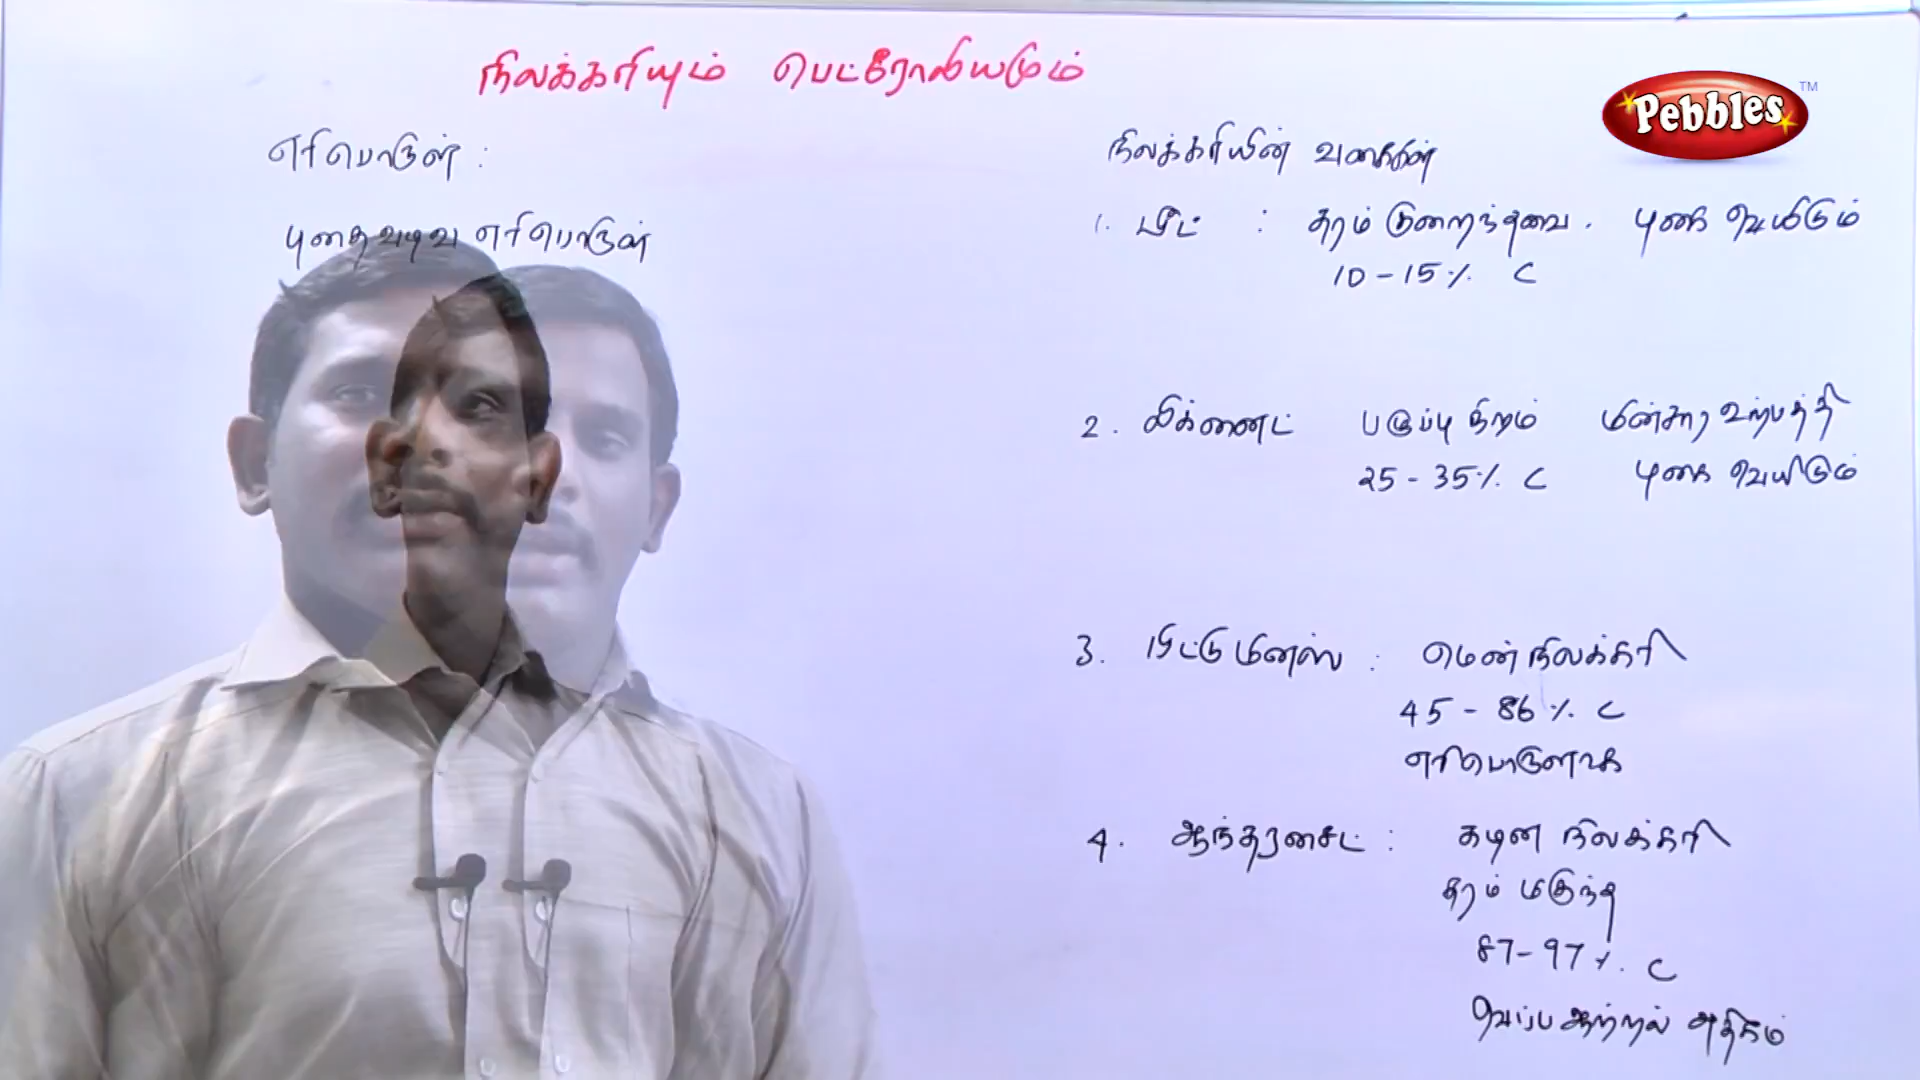 நிலக்கரியும் பெட்ரோலியமும்
Pebbles TM
எரிபொருள் :
புதைவடிவ எரிபொருள்
நிலக்கரியின் வகைகள்
1. பீட் : தரம் குறைந்தவை. புகை வெயிடும்
10 - 15% C
2. லிக்னைட் பழுப்பு நிறம் மின்சார உற்பத்தி
25 - 35% C புகை வெயிடும்
3. பிட்டுமினஸ் : மென் நிலக்கரி
45 - 86% C
எரிபொருளாக
4. ஆந்தரசைட் : கடின நிலக்கரி
தரம் மிகுந்த
87-97%. C
வெப்ப ஆற்றல் அதிகம்